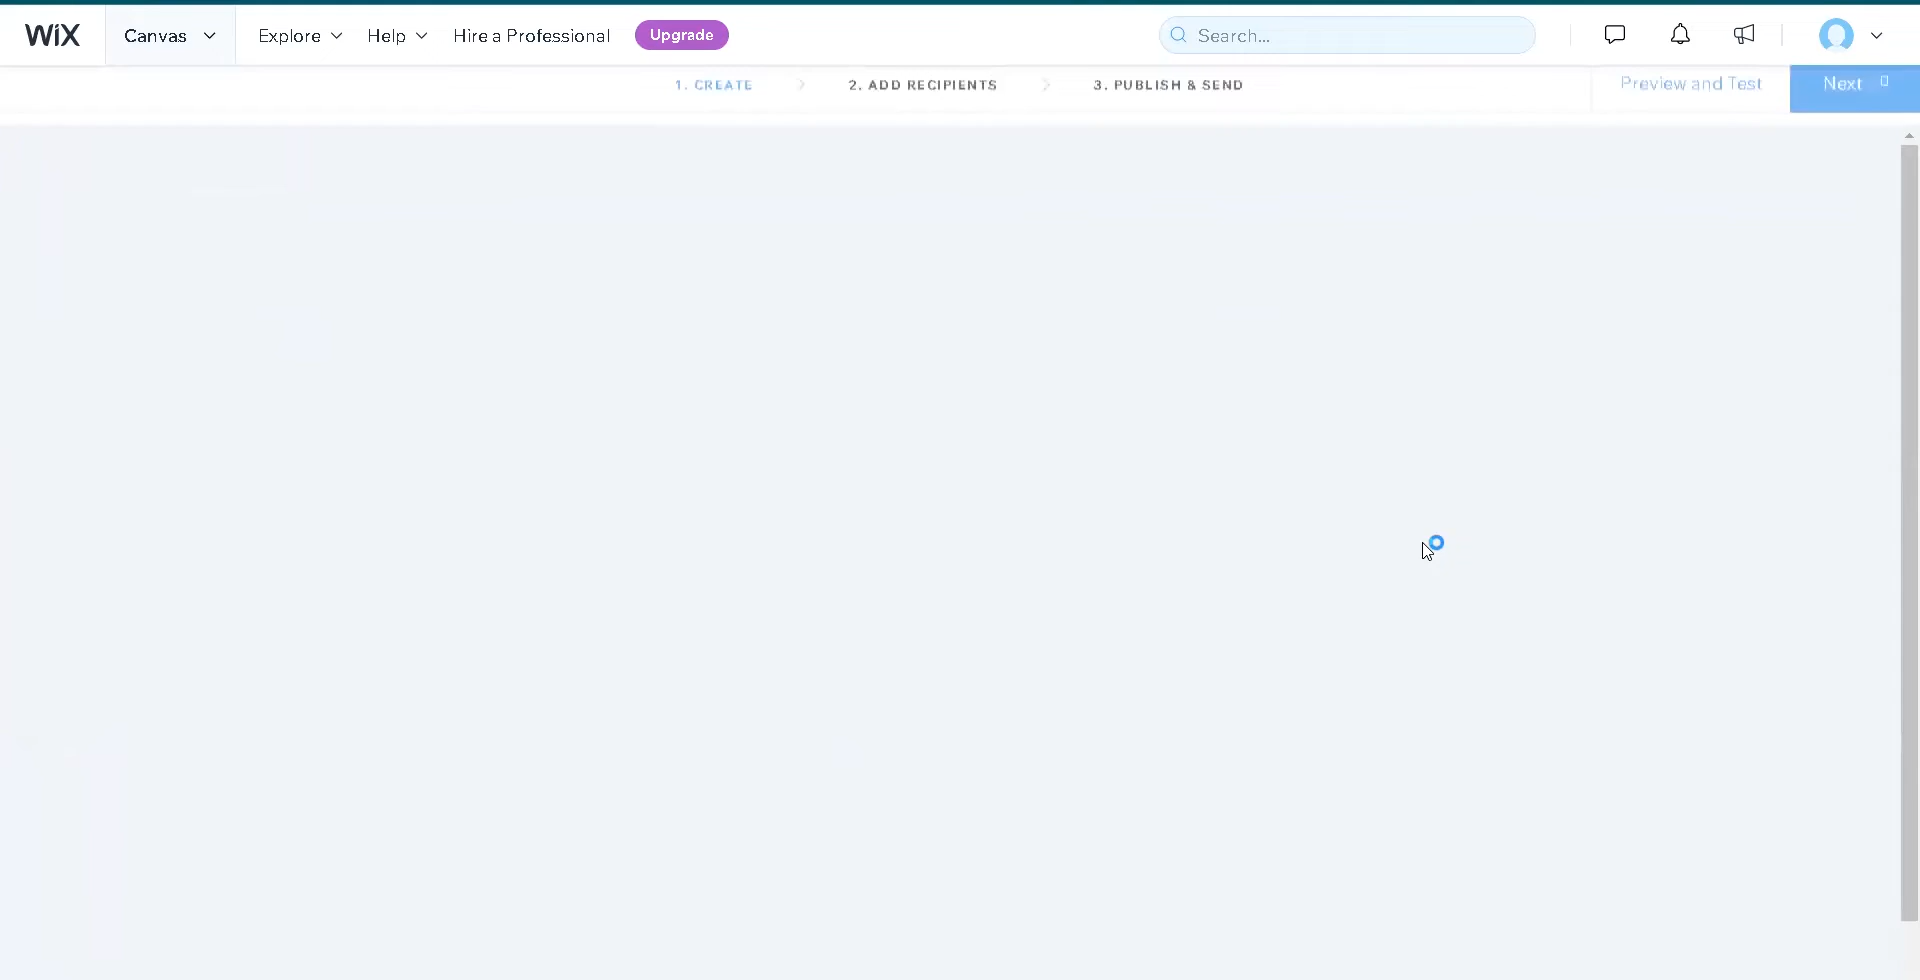 WiX
Canvas
Explore
Help
Hire a Professional
Upgrade
Search...
1. CREATE
2. ADD RECIPIENTS
3. PUBLISH & SEND
Preview and Test
Next